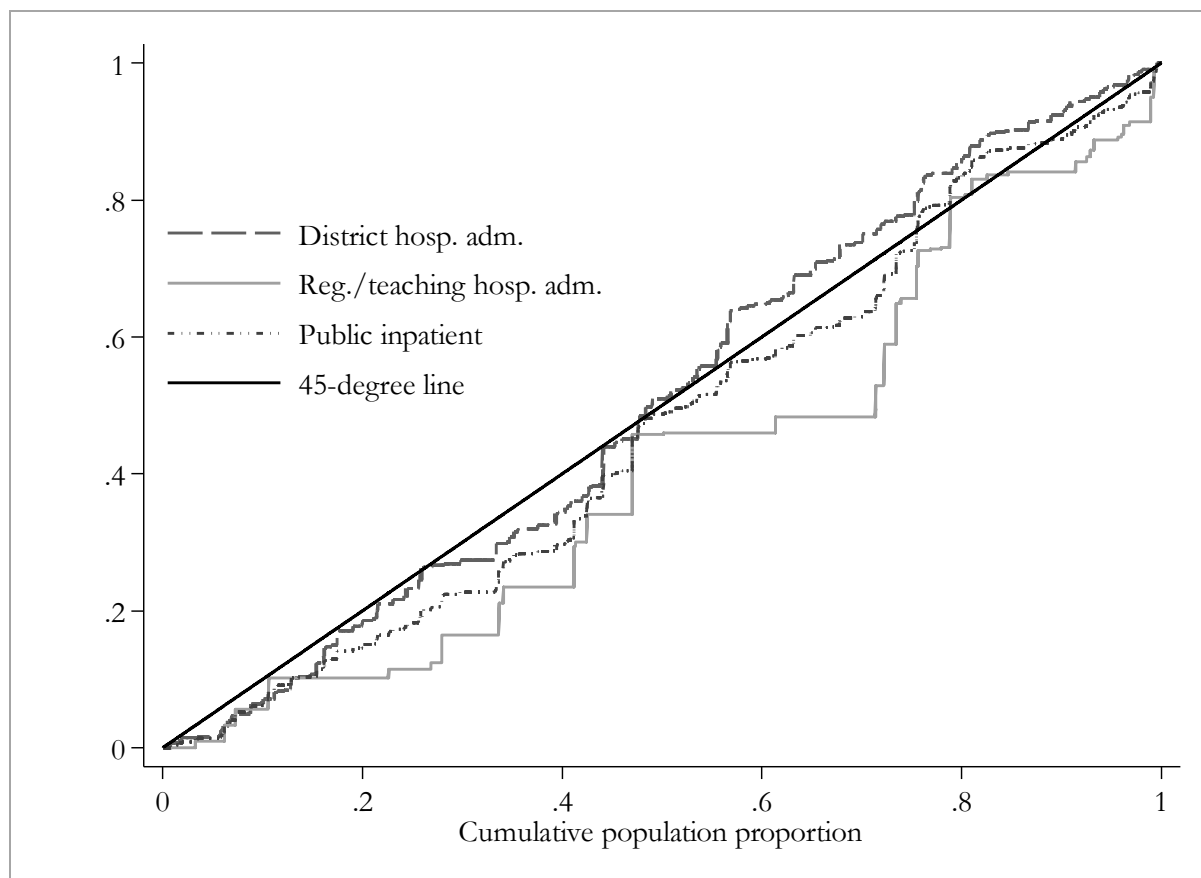 1
.8
.6
.4
.2
0
District hosp. adm.
Reg./teaching hosp. adm.
Public inpatient
45-degree line
0 .2 .4 .6 .8 1
Cumulative population proportion